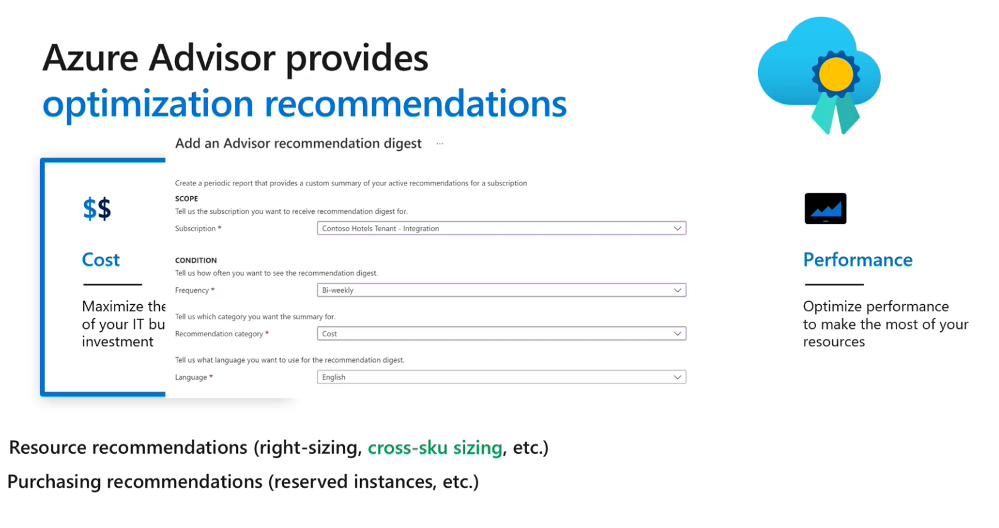 Azure Advisor provides
optimization recommendations
Add an Advisor recommendation digest ...
Create a periodic report that provides a custom summary of your active recommendations for a subscription
SCOPE
Tell us the subscription you want to receive recommendation digest for.
Subscription * Contoso Hotels Tenant - Integration
CONDITION
Tell us how often you want to see the recommendation digest.
Frequency * Bi-weekly
Tell us which category you want the summary for.
Recommendation category * Cost
Tell us what language you want to use for the recommendation digest.
Language * English
$$
Cost
Maximize the
of your IT bu
investment
Performance
Optimize performance
to make the most of your
resources
Resource recommendations (right-sizing, cross-sku sizing, etc.)
Purchasing recommendations (reserved instances, etc.)